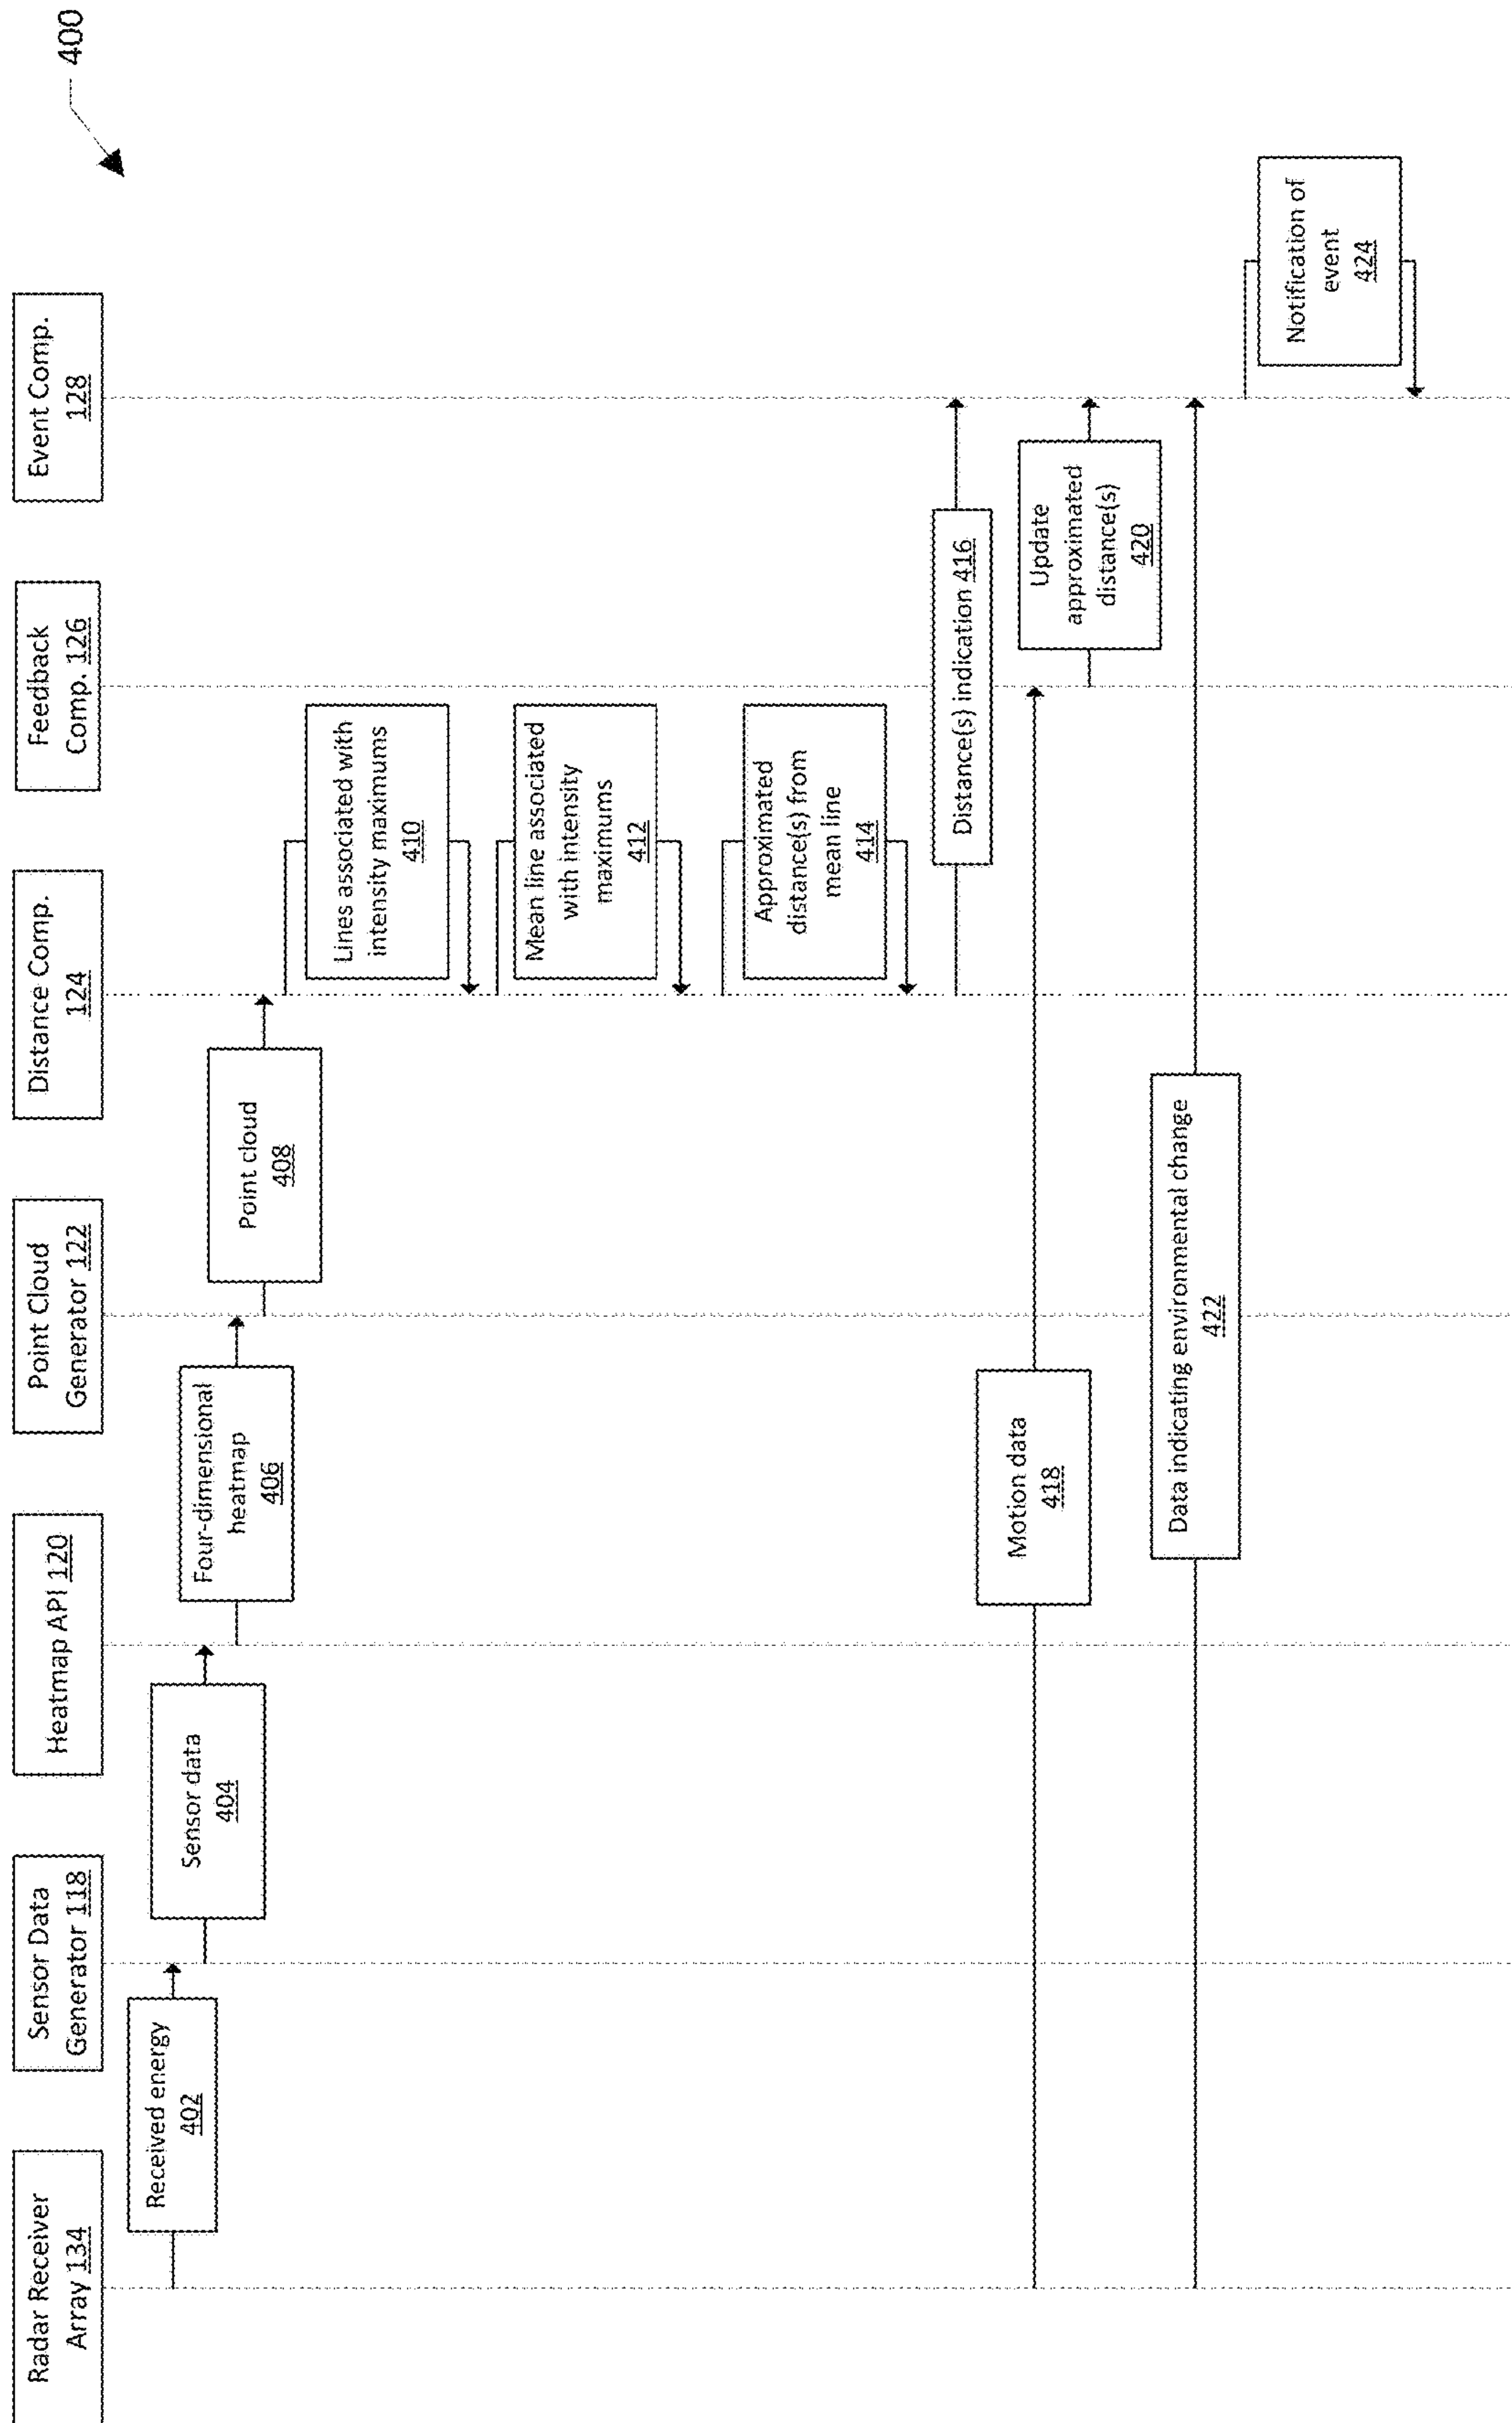 400
Radar Receiver
Array 134
Sensor Data
Generator 118
Heatmap API 120
Point Cloud
Generator 122
Distance Comp.
124
Feedback
Comp. 126
Event Comp.
128
Received energy
402
Sensor data
404
Four-dimensional
heatmap
406
Point cloud
408
Lines associated with
intensity maximums
410
Mean line associated
with intensity
maximums
412
Approximated
distance(s) from
mean line
414
Distance(s) indication 416
Motion data
418
Update
approximated
distance(s)
420
Data indicating environmental change
422
Notification of
event
424